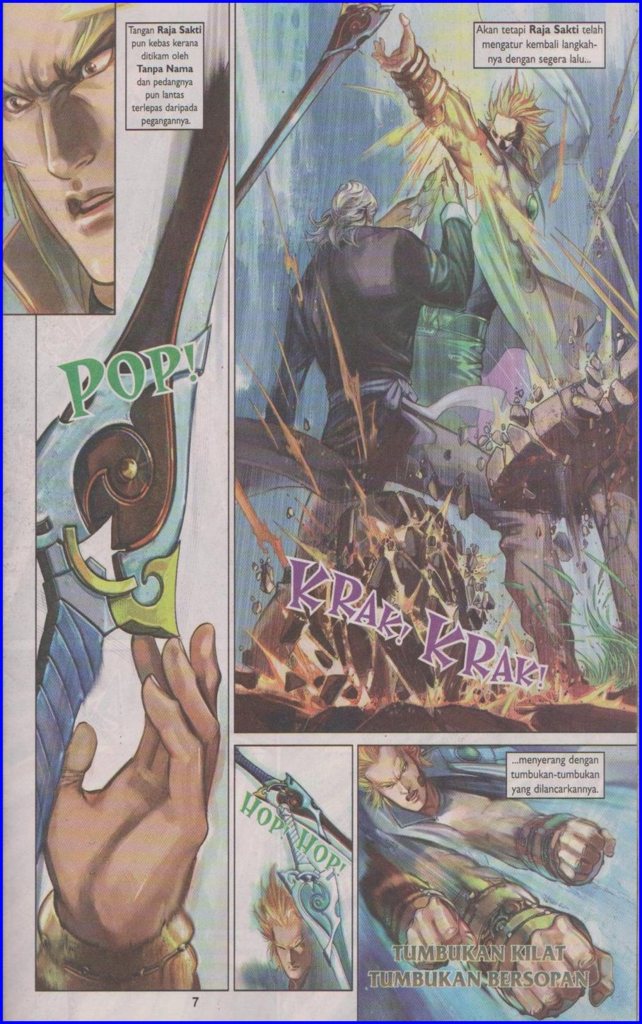 Tangan Raja Sakti
pun kebas kerana
ditikam oleh
Tanpa Nama
dan pedangnya
pun lantas
terlepas daripada
pegangannya.
POP!
Akan tetapi Raja Sakti telah
mengatur kembali langkah-
nya dengan segera lalu...
KRAK! KRAK!
HOP! HOP!
...menyerang dengan
tumbukan-tumbukan
yang dilancarkannya.
TUMBUKAN KILAT
TUMBUKAN BERSOPAN
7